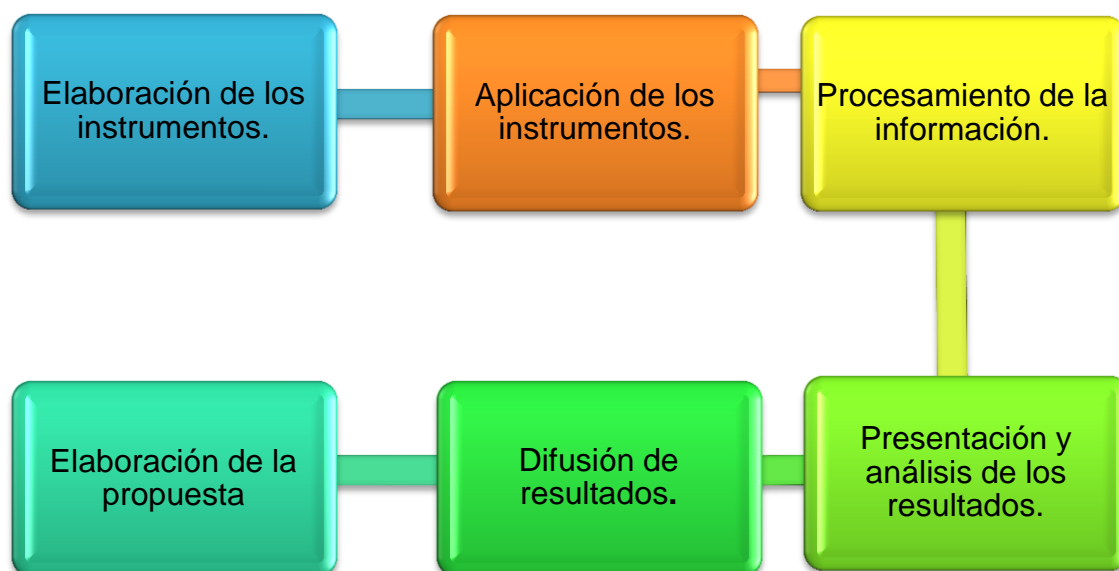 Elaboración de los
instrumentos.
Aplicación de los
instrumentos.
Procesamiento de la
información.
Presentación y
análisis de los
resultados.
Difusión de
resultados.
Elaboración de la
propuesta